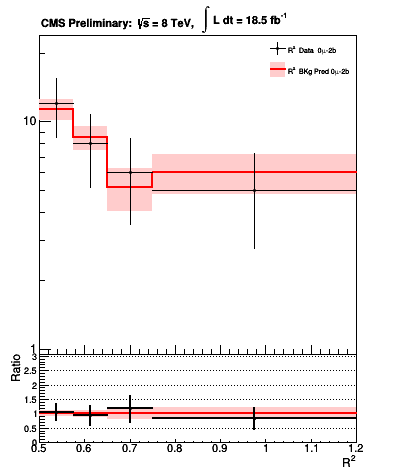 CMS Preliminary: √s = 8 TeV, ∫ L dt = 18.5 fb⁻¹
R² Data 0μ-2b
R² BKg Pred 0μ-2b
10
1
Ratio
3
2.5
2
1.5
1
0.5
0
0.5 0.6 0.7 0.8 0.9 1 1.1 1.2
R²